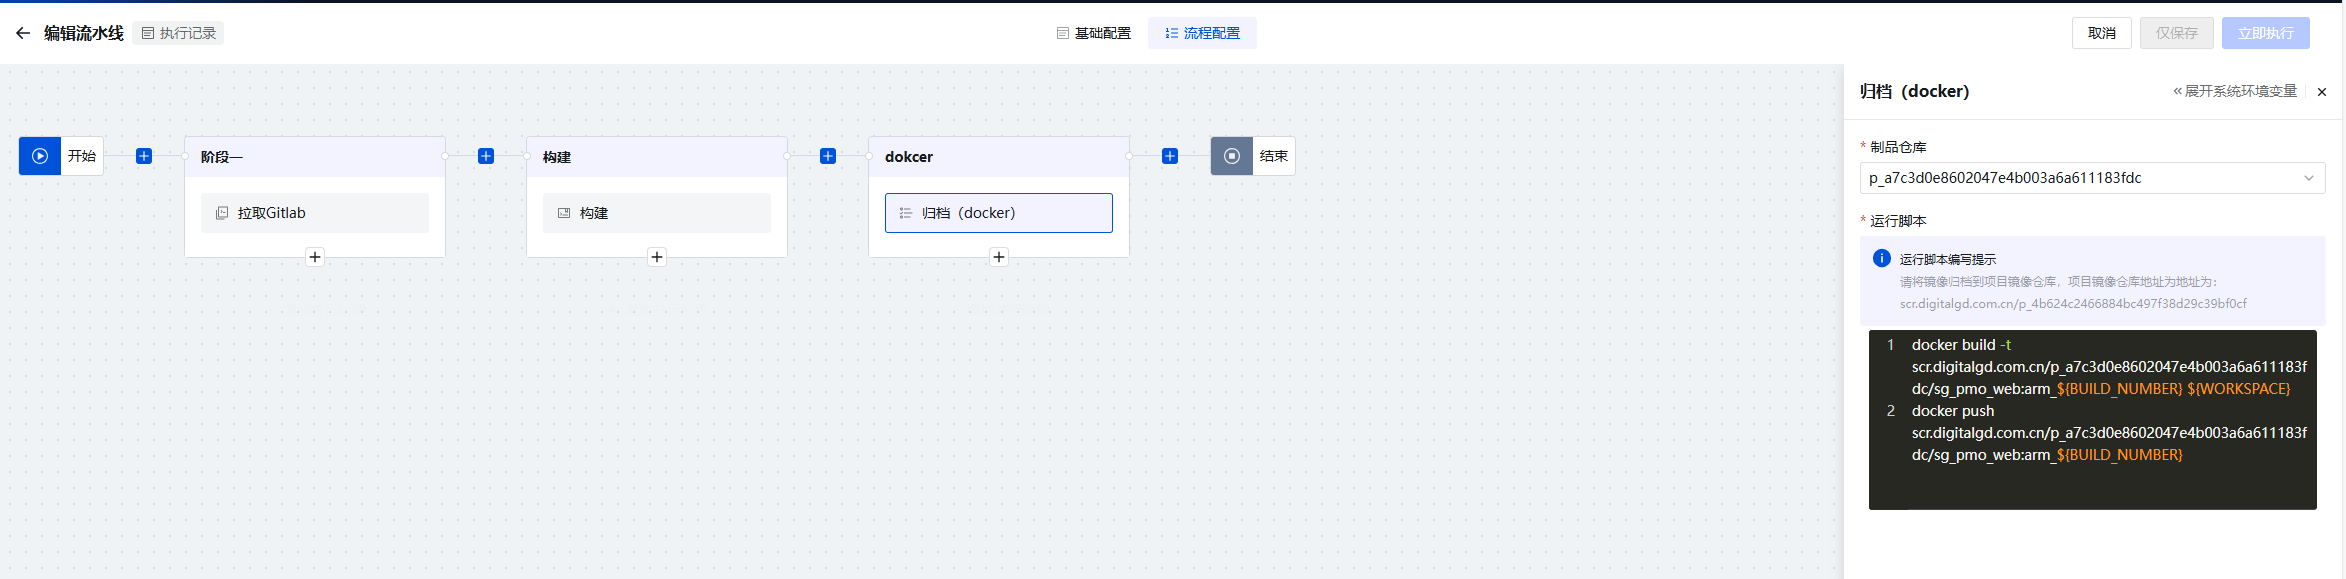 编辑流水线 执行记录 基础配置 流程配置 取消 仅保存 立即执行
开始
阶段一
拉取Gitlab
构建
构建
dokcer
归档（docker）
结束
归档（docker） 展开系统环境变量
* 制品仓库
p_a7c3d0e8602047e4b003a6a611183fdc
* 运行脚本
运行脚本编写提示
请将镜像归档到项目镜像仓库，项目镜像仓库地址为地址为：
scr.digitalgd.com.cn/p_4b624c2466884bc497f38d29c39bf0cf
1 docker build -t
scr.digitalgd.com.cn/p_a7c3d0e8602047e4b003a6a611183f
dc/sg_pmo_web:arm_${BUILD_NUMBER} ${WORKSPACE}
2 docker push
scr.digitalgd.com.cn/p_a7c3d0e8602047e4b003a6a611183f
dc/sg_pmo_web:arm_${BUILD_NUMBER}